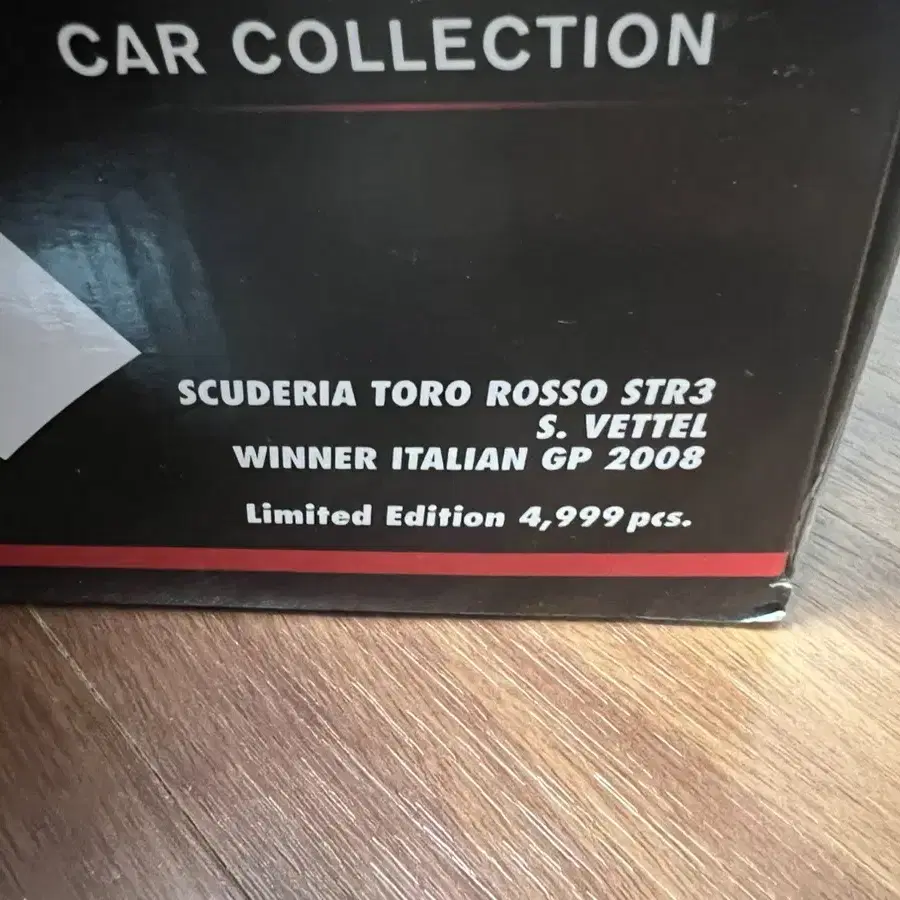 CAR COLLECTION
SCUDERIA TORO ROSSO STR3
S. VETTEL
WINNER ITALIAN GP 2008
Limited Edition 4,999 pcs.